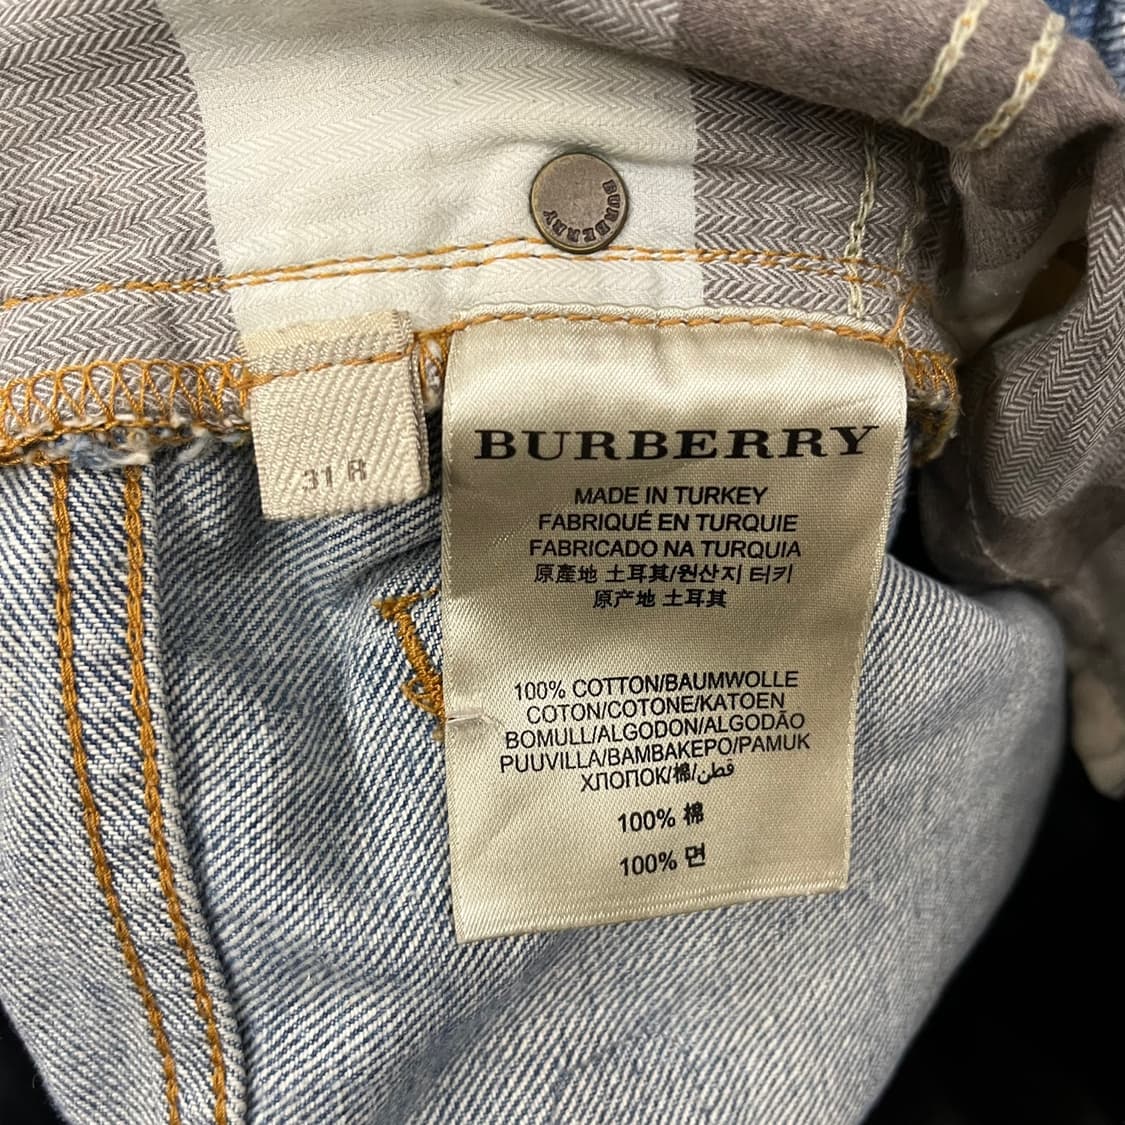 BURBERRY
31 R
BURBERRY
MADE IN TURKEY
FABRIQUÉ EN TURQUIE
FABRICADO NA TURQUIA
原產地 土耳其/원산지 터키
原产地 土耳其
100% COTTON/BAUMWOLLE
COTON/COTONE/KATOEN
BOMULL/ALGODON/ALGODÃO
PUUVILLA/BAMBAKEPO/PAMUK
ХЛОПОК/棉/قطن
100% 棉
100% 면